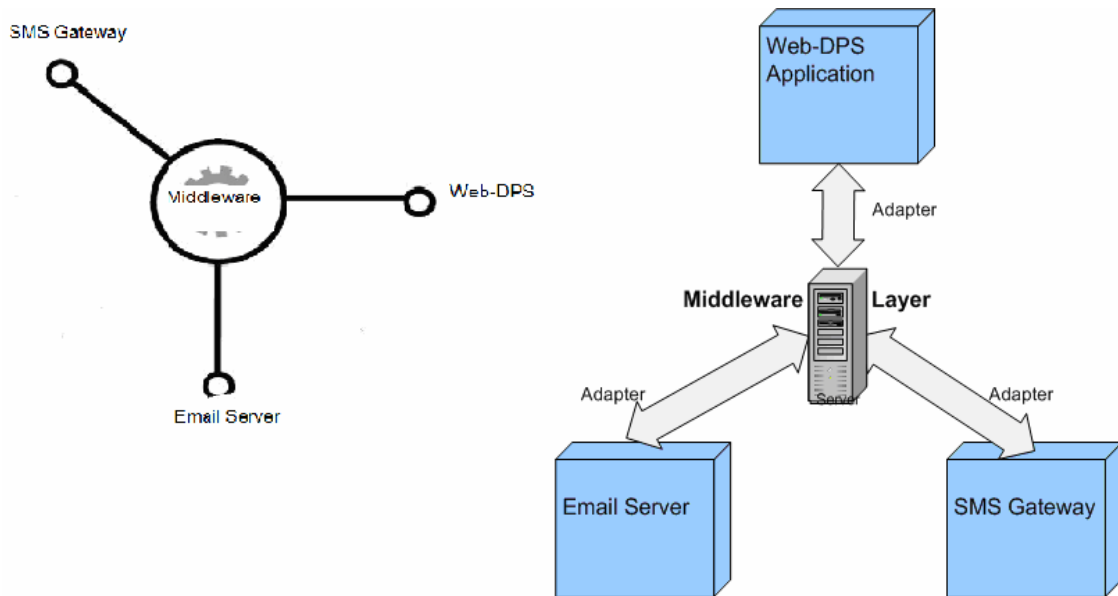 SMS Gateway
Middleware
Web-DPS
Email Server
Web-DPS
Application
Adapter
Middleware Layer
Adapter
Adapter
Server
Email Server
SMS Gateway